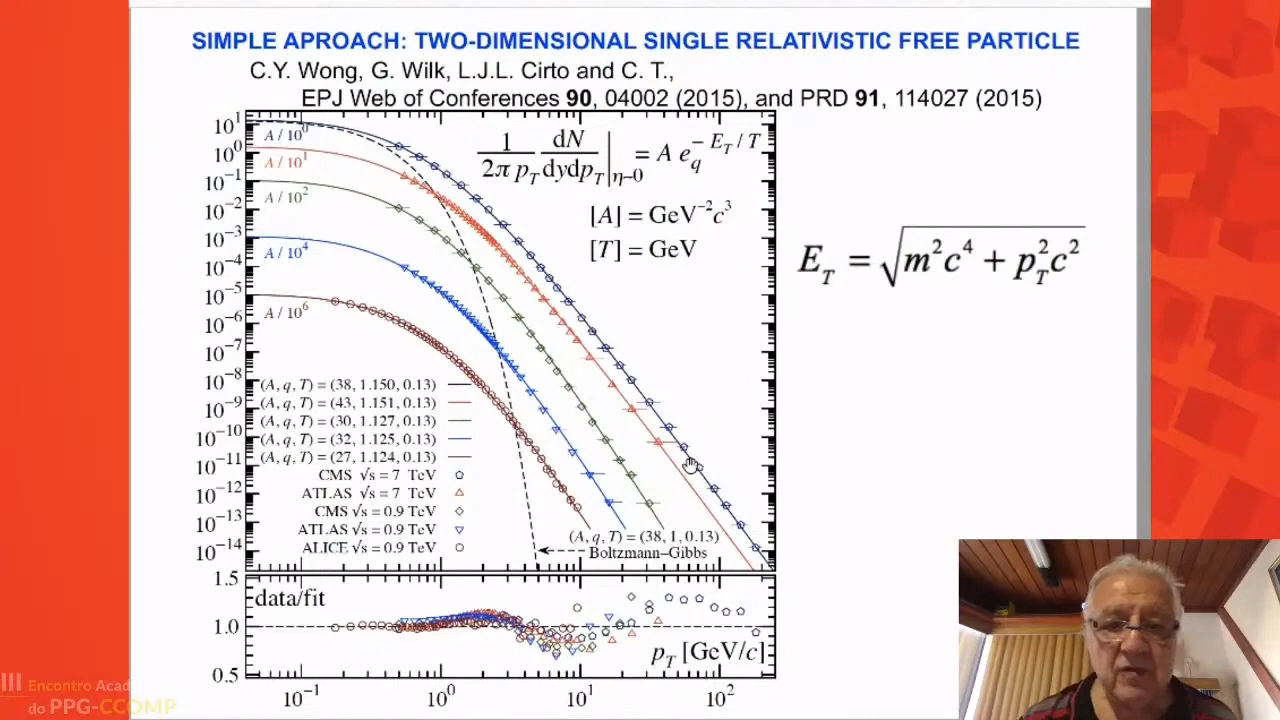 SIMPLE APROACH: TWO-DIMENSIONAL SINGLE RELATIVISTIC FREE PARTICLE
C.Y. Wong, G. Wilk, L.J.L. Cirto and C. T.,
EPJ Web of Conferences 90, 04002 (2015), and PRD 91, 114027 (2015)
10^1
10^0
10^-1
10^-2
10^-3
10^-4
10^-5
10^-6
10^-7
10^-8
10^-9
10^-10
10^-11
10^-12
10^-13
10^-14
A / 10^0
A / 10^1
A / 10^2
A / 10^4
A / 10^6
1/(2π p_T) dN/(dydp_T)|_{η=0} = A e_q^{-E_T / T}
[A] = GeV^-2 c^3
[T] = GeV
E_T = √(m^2c^4 + p_T^2c^2)
(A, q, T) = (38, 1.150, 0.13)
(A, q, T) = (43, 1.151, 0.13)
(A, q, T) = (30, 1.127, 0.13)
(A, q, T) = (32, 1.125, 0.13)
(A, q, T) = (27, 1.124, 0.13)
CMS √s = 7 TeV
ATLAS √s = 7 TeV
CMS √s = 0.9 TeV
ATLAS √s = 0.9 TeV
ALICE √s = 0.9 TeV
(A, q, T) = (38, 1, 0.13)
Boltzmann–Gibbs
1.5
1.0
0.5
data/fit
p_T [GeV/c]
10^-1
10^0
10^1
10^2
III Encontro Acad
do PPG-CCOMP